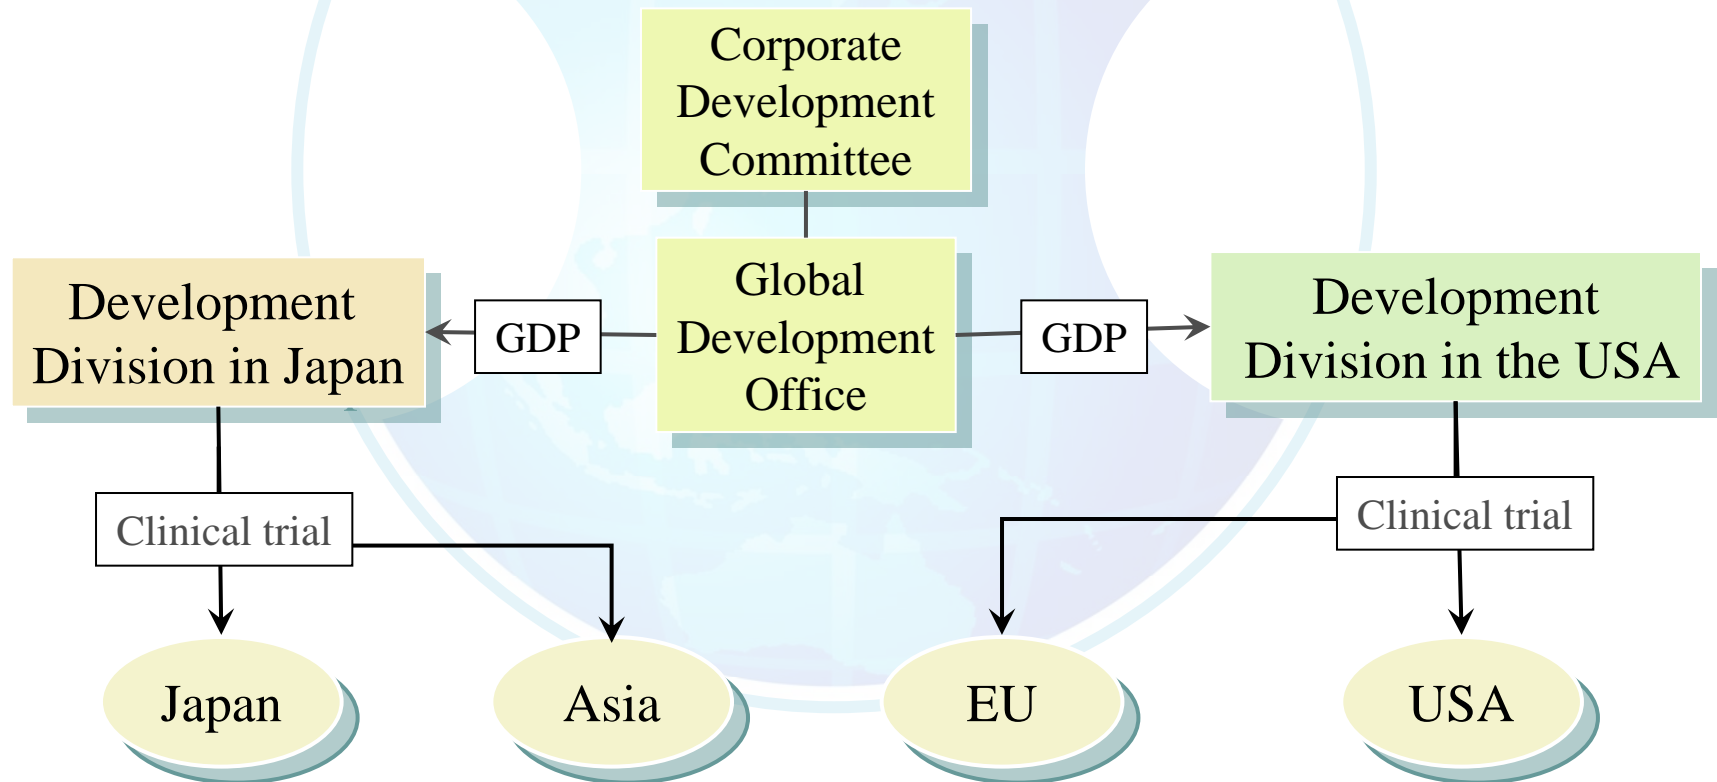 Corporate
Development
Committee
Global
Development
Office
Development
Division in Japan
GDP
GDP
Development
Division in the USA
Clinical trial
Clinical trial
Japan
Asia
EU
USA